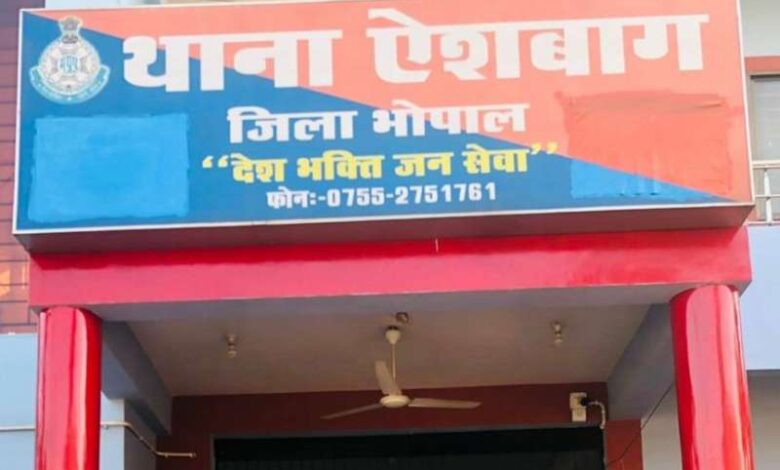 थाना ऐशबाग
जिला भोपाल
“देश भक्ति जन सेवा”
फोनः-0755-2751761